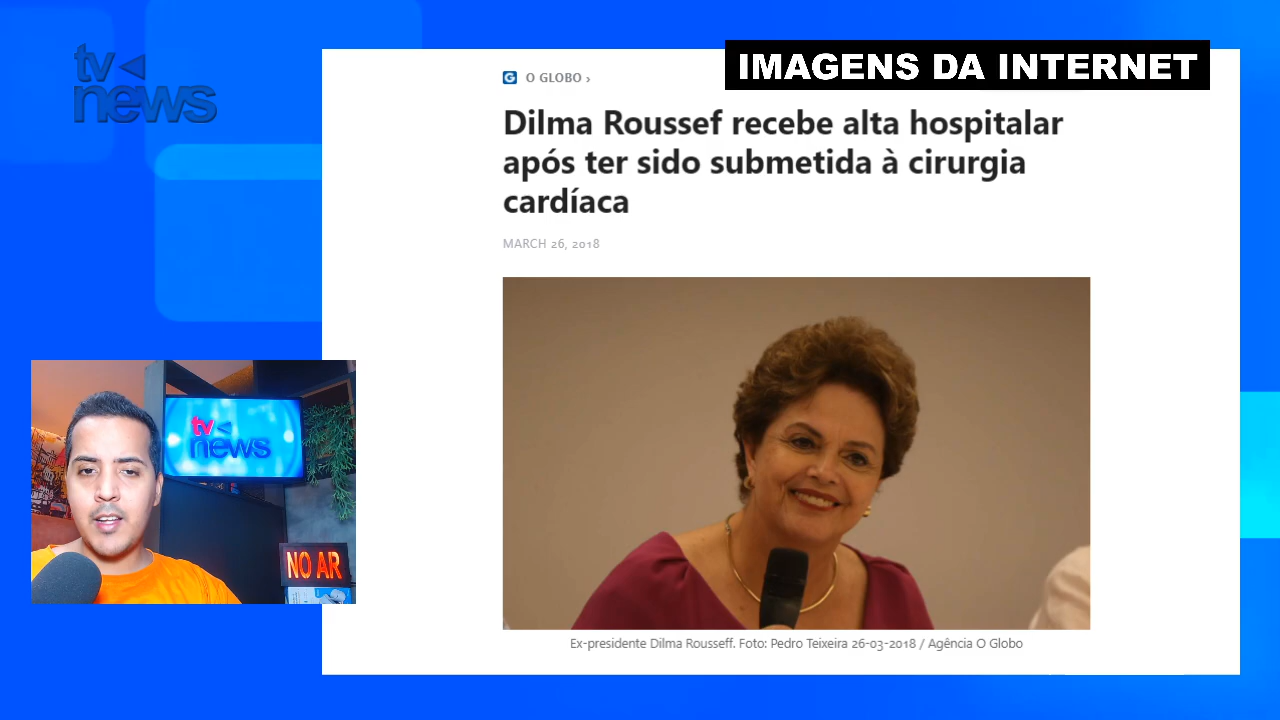 tv
news
IMAGENS DA INTERNET
G O GLOBO ›
Dilma Roussef recebe alta hospitalar
após ter sido submetida à cirurgia
cardíaca
MARCH 26, 2018
Ex-presidente Dilma Rousseff. Foto: Pedro Teixeira 26-03-2018 / Agência O Globo
tv
news
NO AR